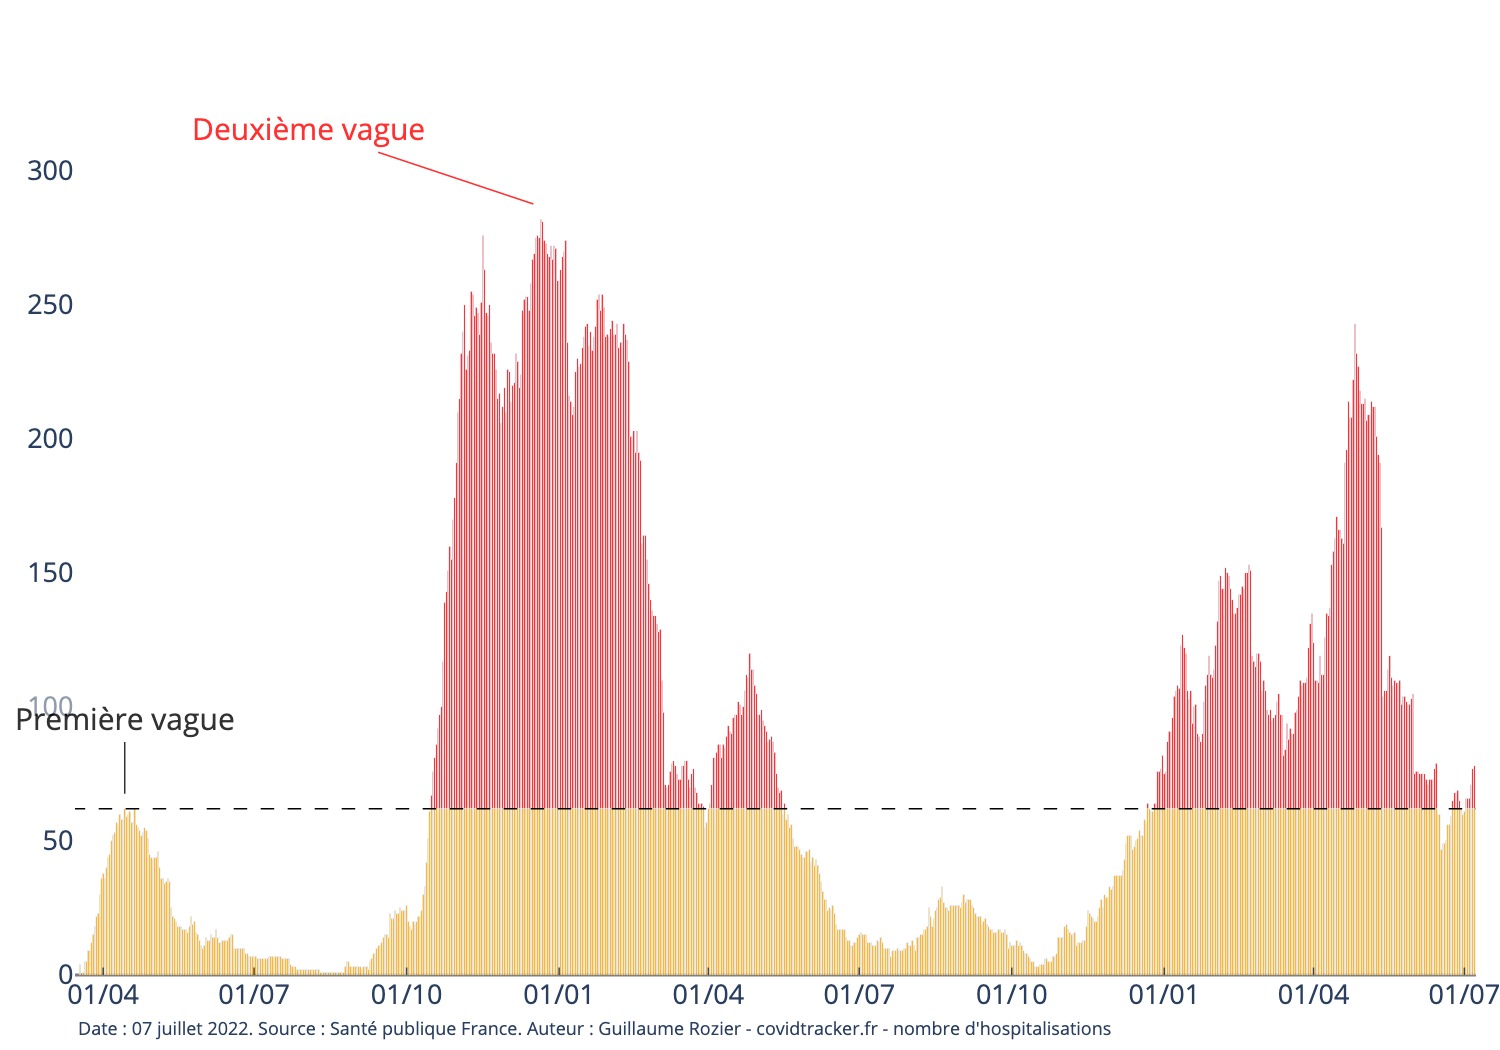 Deuxième vague
300
250
200
150
100
Première vague
50
0
01/04 01/07 01/10 01/01 01/04 01/07 01/10 01/01 01/04 01/07
Date : 07 juillet 2022. Source : Santé publique France. Auteur : Guillaume Rozier - covidtracker.fr - nombre d'hospitalisations